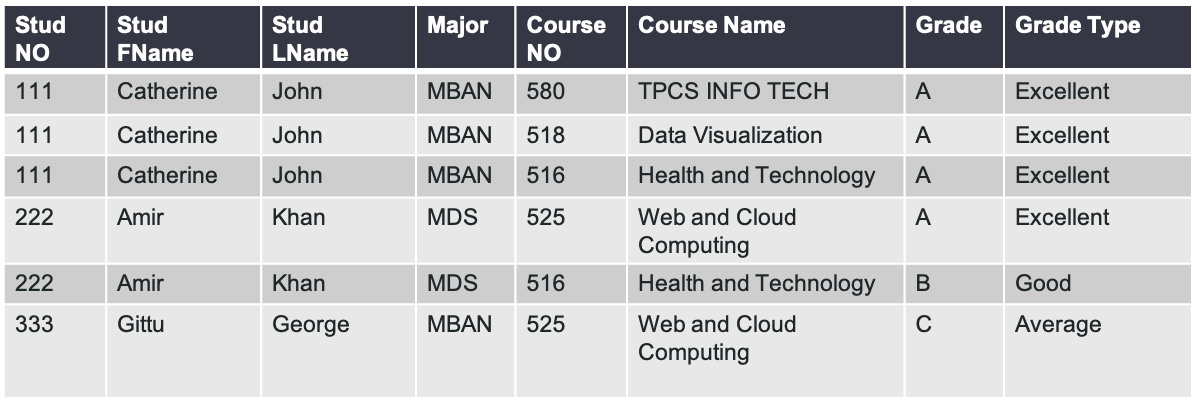 Stud NO Stud FName Stud LName Major Course NO Course Name Grade Grade Type
111 Catherine John MBAN 580 TPCS INFO TECH A Excellent
111 Catherine John MBAN 518 Data Visualization A Excellent
111 Catherine John MBAN 516 Health and Technology A Excellent
222 Amir Khan MDS 525 Web and Cloud Computing A Excellent
222 Amir Khan MDS 516 Health and Technology B Good
333 Gittu George MBAN 525 Web and Cloud Computing C Average